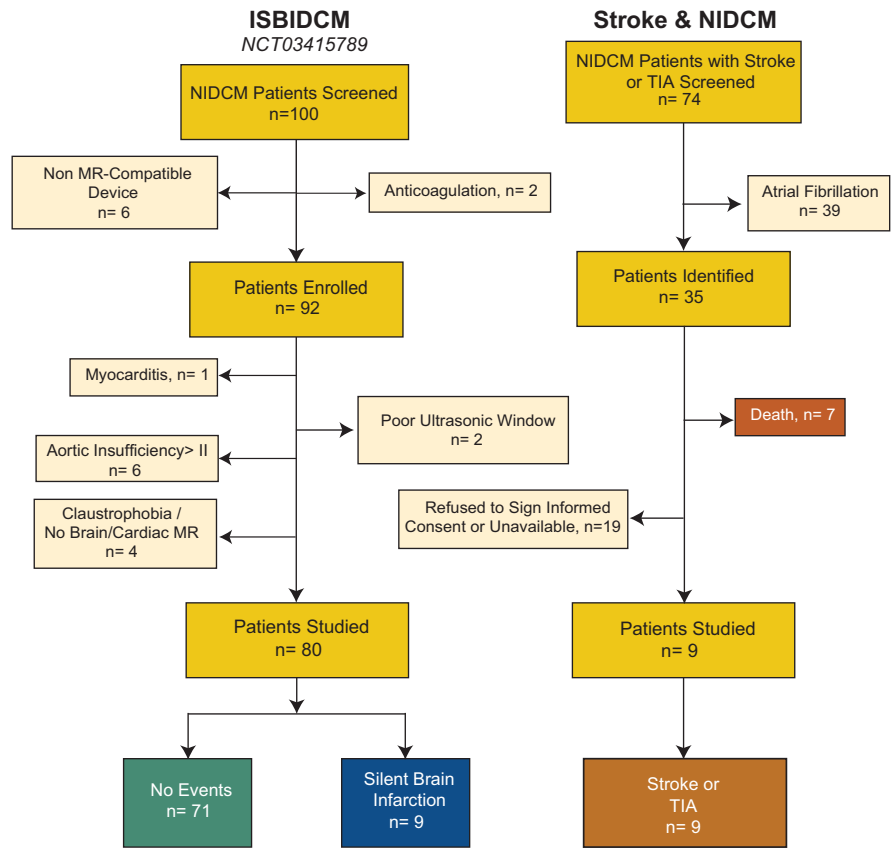 ISBIDCM
NCT03415789
NIDCM Patients Screened
n=100
Non MR-Compatible
Device
n= 6
Anticoagulation, n= 2
Patients Enrolled
n= 92
Myocarditis, n= 1
Poor Ultrasonic Window
n= 2
Aortic Insufficiency> II
n= 6
Claustrophobia /
No Brain/Cardiac MR
n= 4
Patients Studied
n= 80
No Events
n= 71
Silent Brain
Infarction
n= 9
Stroke & NIDCM
NIDCM Patients with Stroke
or TIA Screened
n= 74
Atrial Fibrillation
n= 39
Patients Identified
n= 35
Death, n= 7
Refused to Sign Informed
Consent or Unavailable, n=19
Patients Studied
n= 9
Stroke or
TIA
n= 9